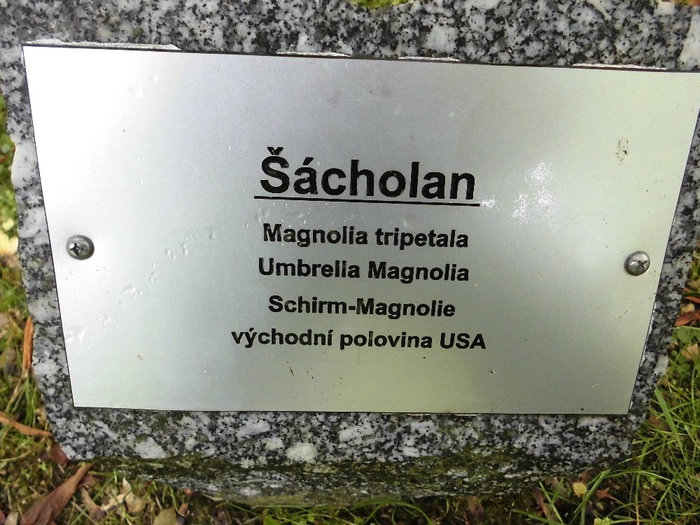 Šácholan
Magnolia tripetala
Umbrella Magnolia
Schirm-Magnolie
východní polovina USA